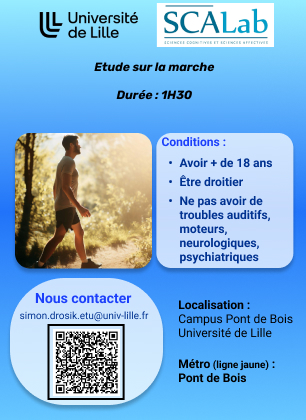 Université
de Lille
SCALab
SCIENCES COGNITIVES ET SCIENCES AFFECTIVES
Etude sur la marche
Durée : 1H30
Conditions :
• Avoir + de 18 ans
• Être droitier
• Ne pas avoir de
troubles auditifs,
moteurs,
neurologiques,
psychiatriques
Nous contacter
simon.drosik.etu@univ-lille.fr
Localisation :
Campus Pont de Bois
Université de Lille
Métro (ligne jaune) :
Pont de Bois